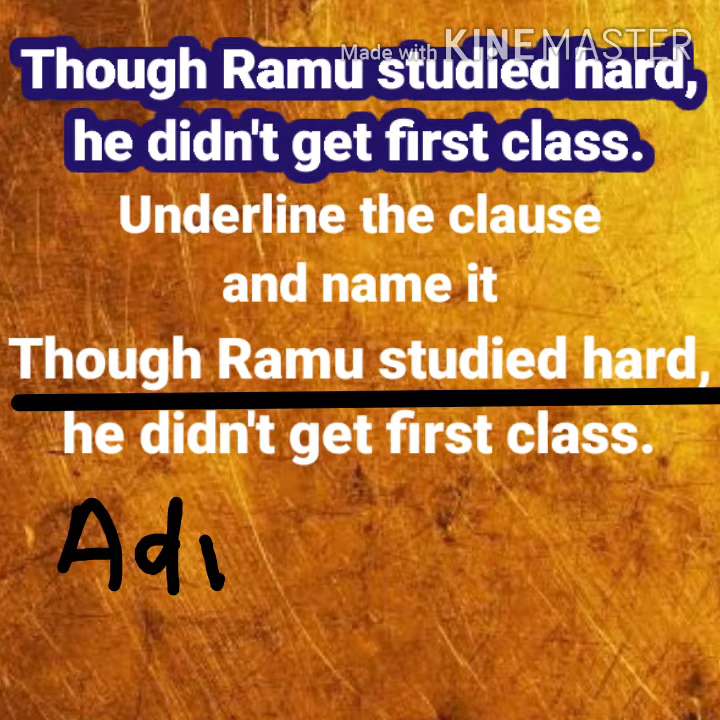 Made with KINEMASTER
Though Ramu studied hard,
he didn't get first class.
Underline the clause
and name it
Though Ramu studied hard,
he didn't get first class.
Adı